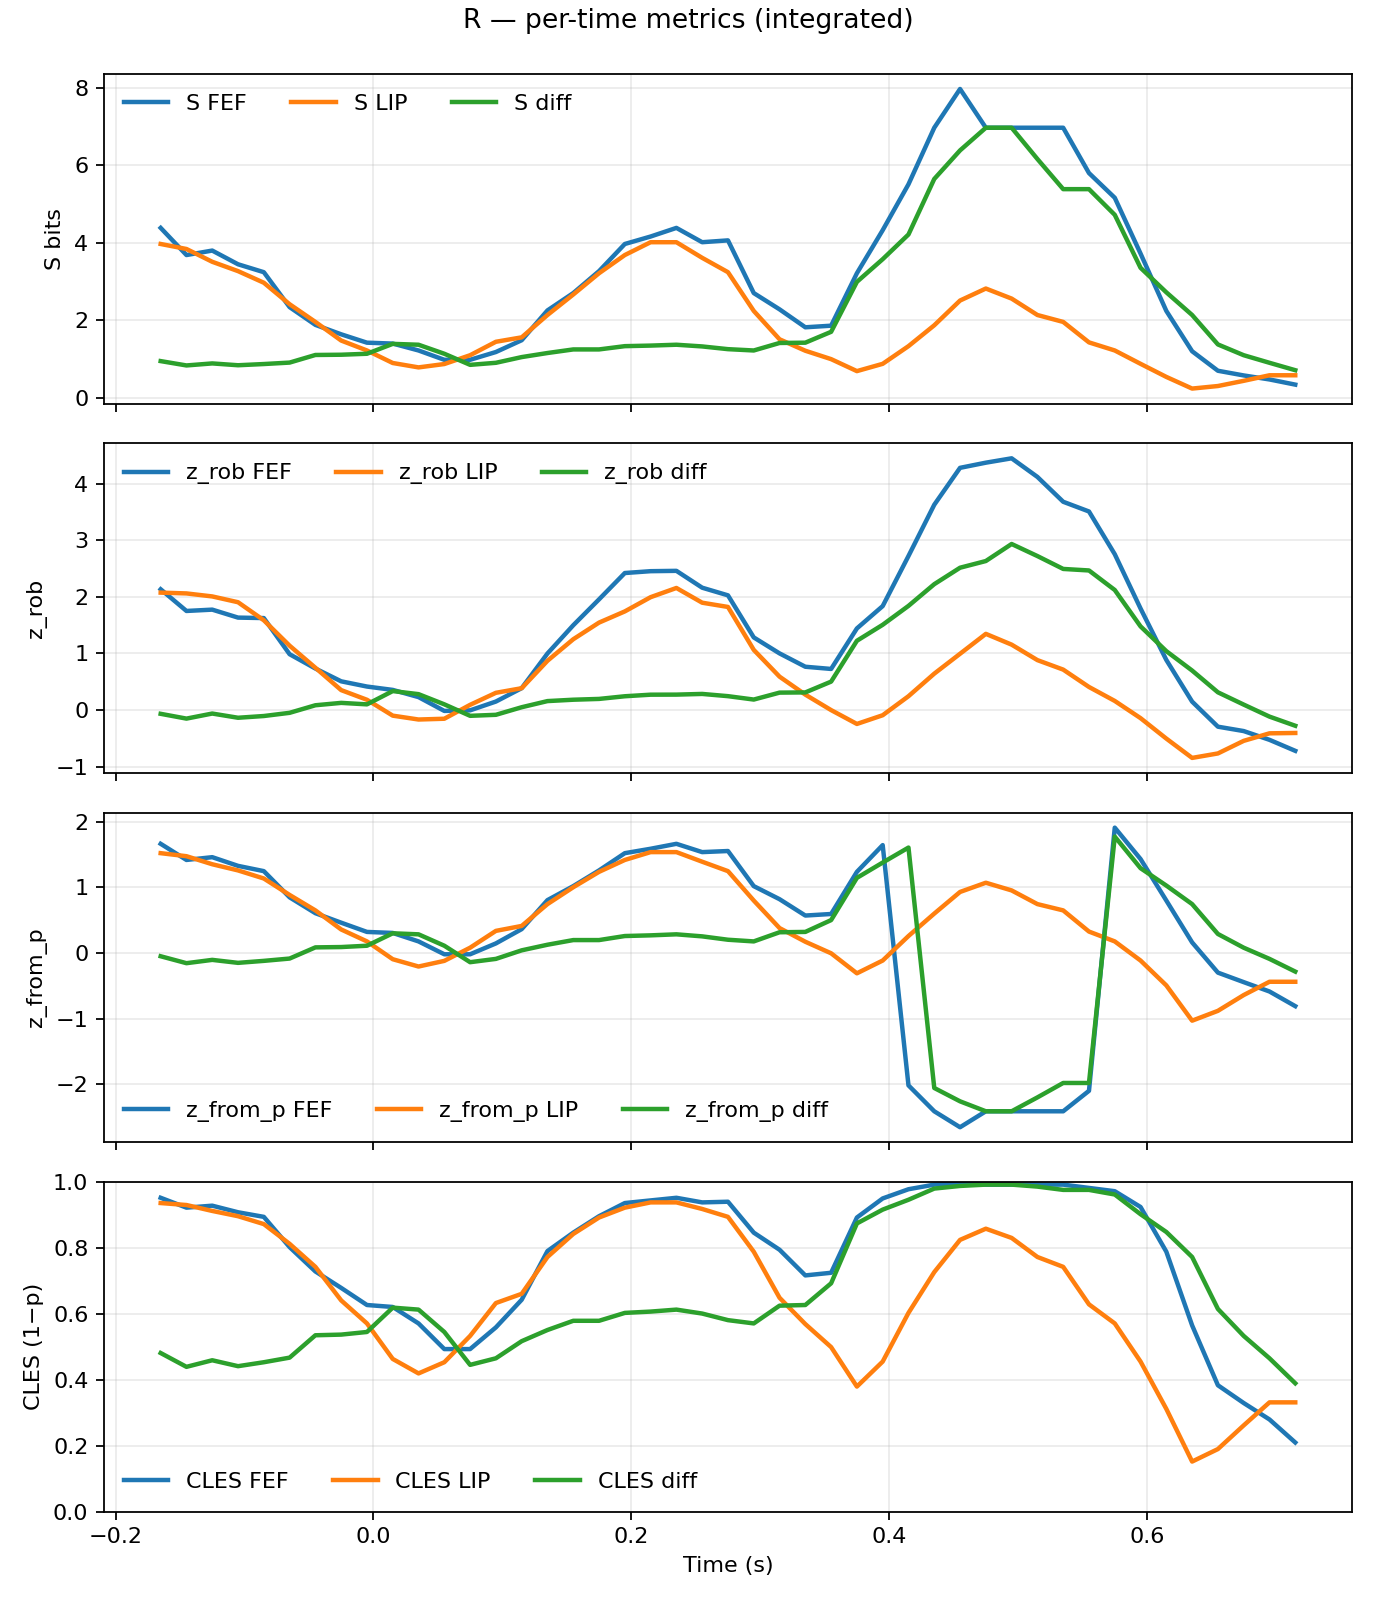 R — per-time metrics (integrated)
8
6
4
2
0
S bits
S FEF S LIP S diff
4
3
2
1
0
−1
z_rob
z_rob FEF z_rob LIP z_rob diff
2
1
0
−1
−2
z_from_p
z_from_p FEF z_from_p LIP z_from_p diff
1.0
0.8
0.6
0.4
0.2
0.0
CLES (1−p)
CLES FEF CLES LIP CLES diff
−0.2 0.0 0.2 0.4 0.6
Time (s)